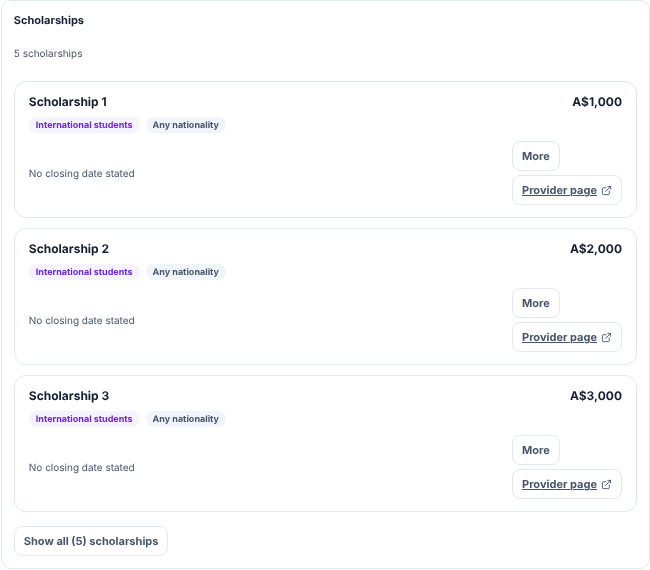 Scholarships
5 scholarships
Scholarship 1
A$1,000
International students
Any nationality
More
No closing date stated
Provider page
Scholarship 2
A$2,000
International students
Any nationality
More
No closing date stated
Provider page
Scholarship 3
A$3,000
International students
Any nationality
More
No closing date stated
Provider page
Show all (5) scholarships